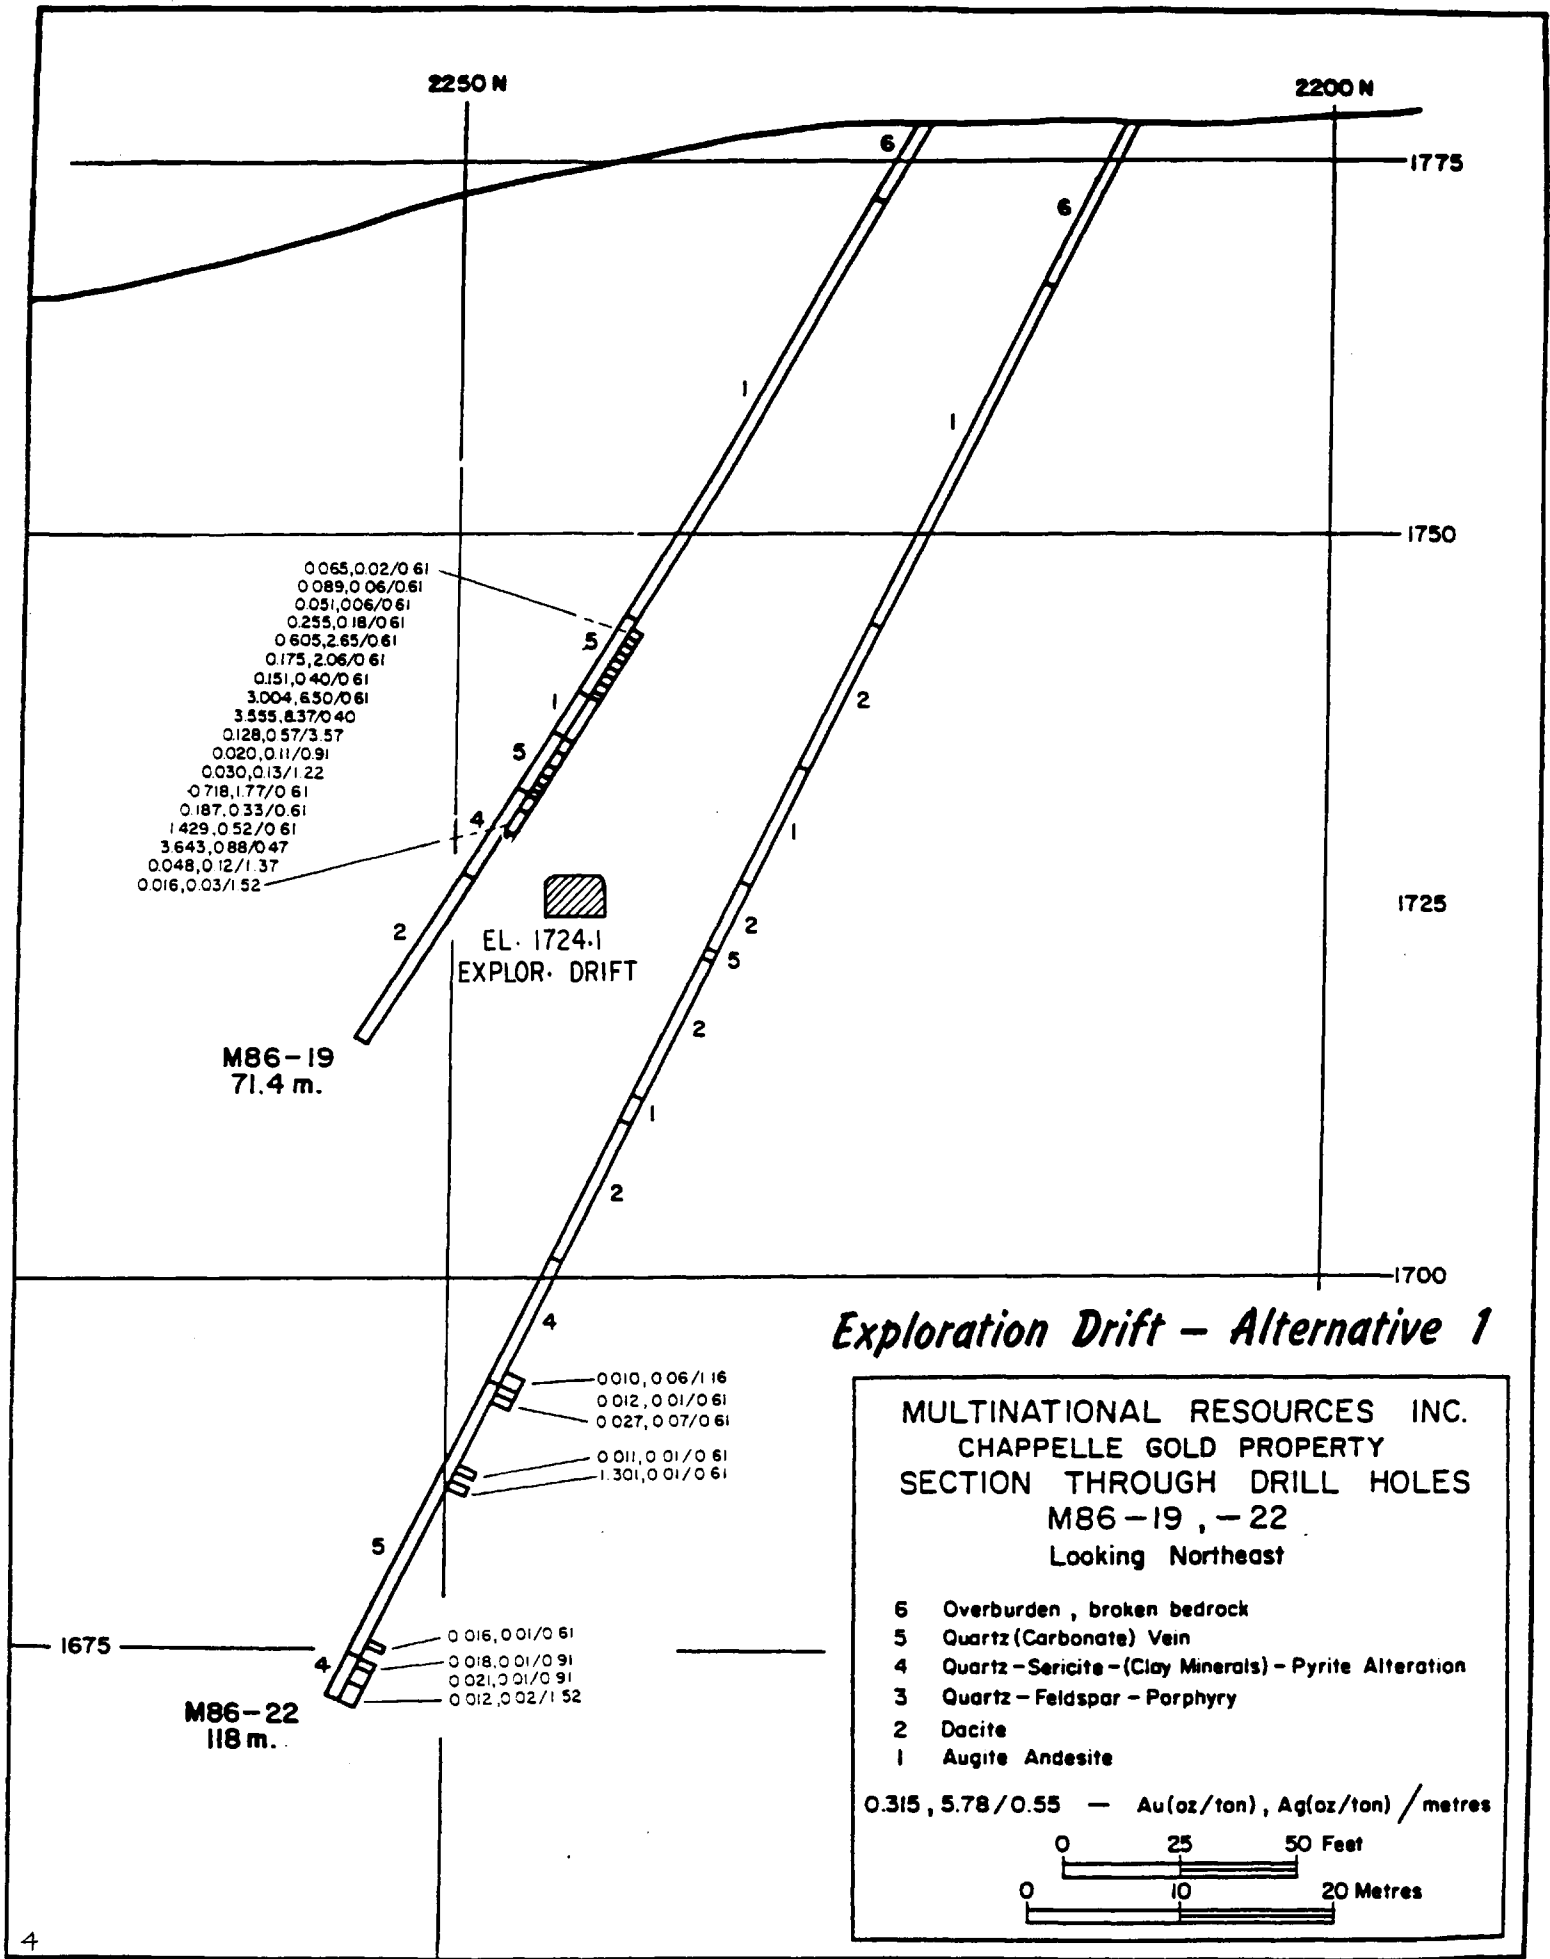 2250 N
2200 N
6
1775
6
1
1
1750
0.065,0.02/0.61
0.089,0.06/0.61
0.051,006/0.61
0.255,0.18/0.61
0.605,2.65/0.61
0.175,2.06/0.61
0.151,0.40/0.61
3.004,6.50/0.61
3.555,8.37/0.40
0.128,0.57/3.57
0.020,0.11/0.91
0.030,0.13/1.22
0.718,1.77/0.61
0.187,0.33/0.61
1.429,0.52/0.61
3.643,0.88/0.47
0.048,0.12/1.37
0.016,0.03/1.52
5
1
5
4
2
2
1
1725
2
5
EL. 1724.1
EXPLOR. DRIFT
2
M86-19
71.4 m.
1
2
1700
4
Exploration Drift – Alternative 1
0.010, 0.06/1.16
0.012, 0.01/0.61
0.027, 0.07/0.61
0.011, 0.01/0.61
1.301, 0.01/0.61
5
1675
0.016, 0.01/0.61
0.018, 0.01/0.91
0.021, 0.01/0.91
0.012, 0.02/1.52
4
M86-22
118 m.
MULTINATIONAL RESOURCES INC.
CHAPPELLE GOLD PROPERTY
SECTION THROUGH DRILL HOLES
M86-19 , -22
Looking Northeast
6 Overburden , broken bedrock
5 Quartz (Carbonate) Vein
4 Quartz-Sericite-(Clay Minerals)-Pyrite Alteration
3 Quartz-Feldspar-Porphyry
2 Dacite
1 Augite Andesite
0.315, 5.78/0.55 — Au(oz/ton), Ag(oz/ton) / metres
0 25 50 Feet
0 10 20 Metres
4